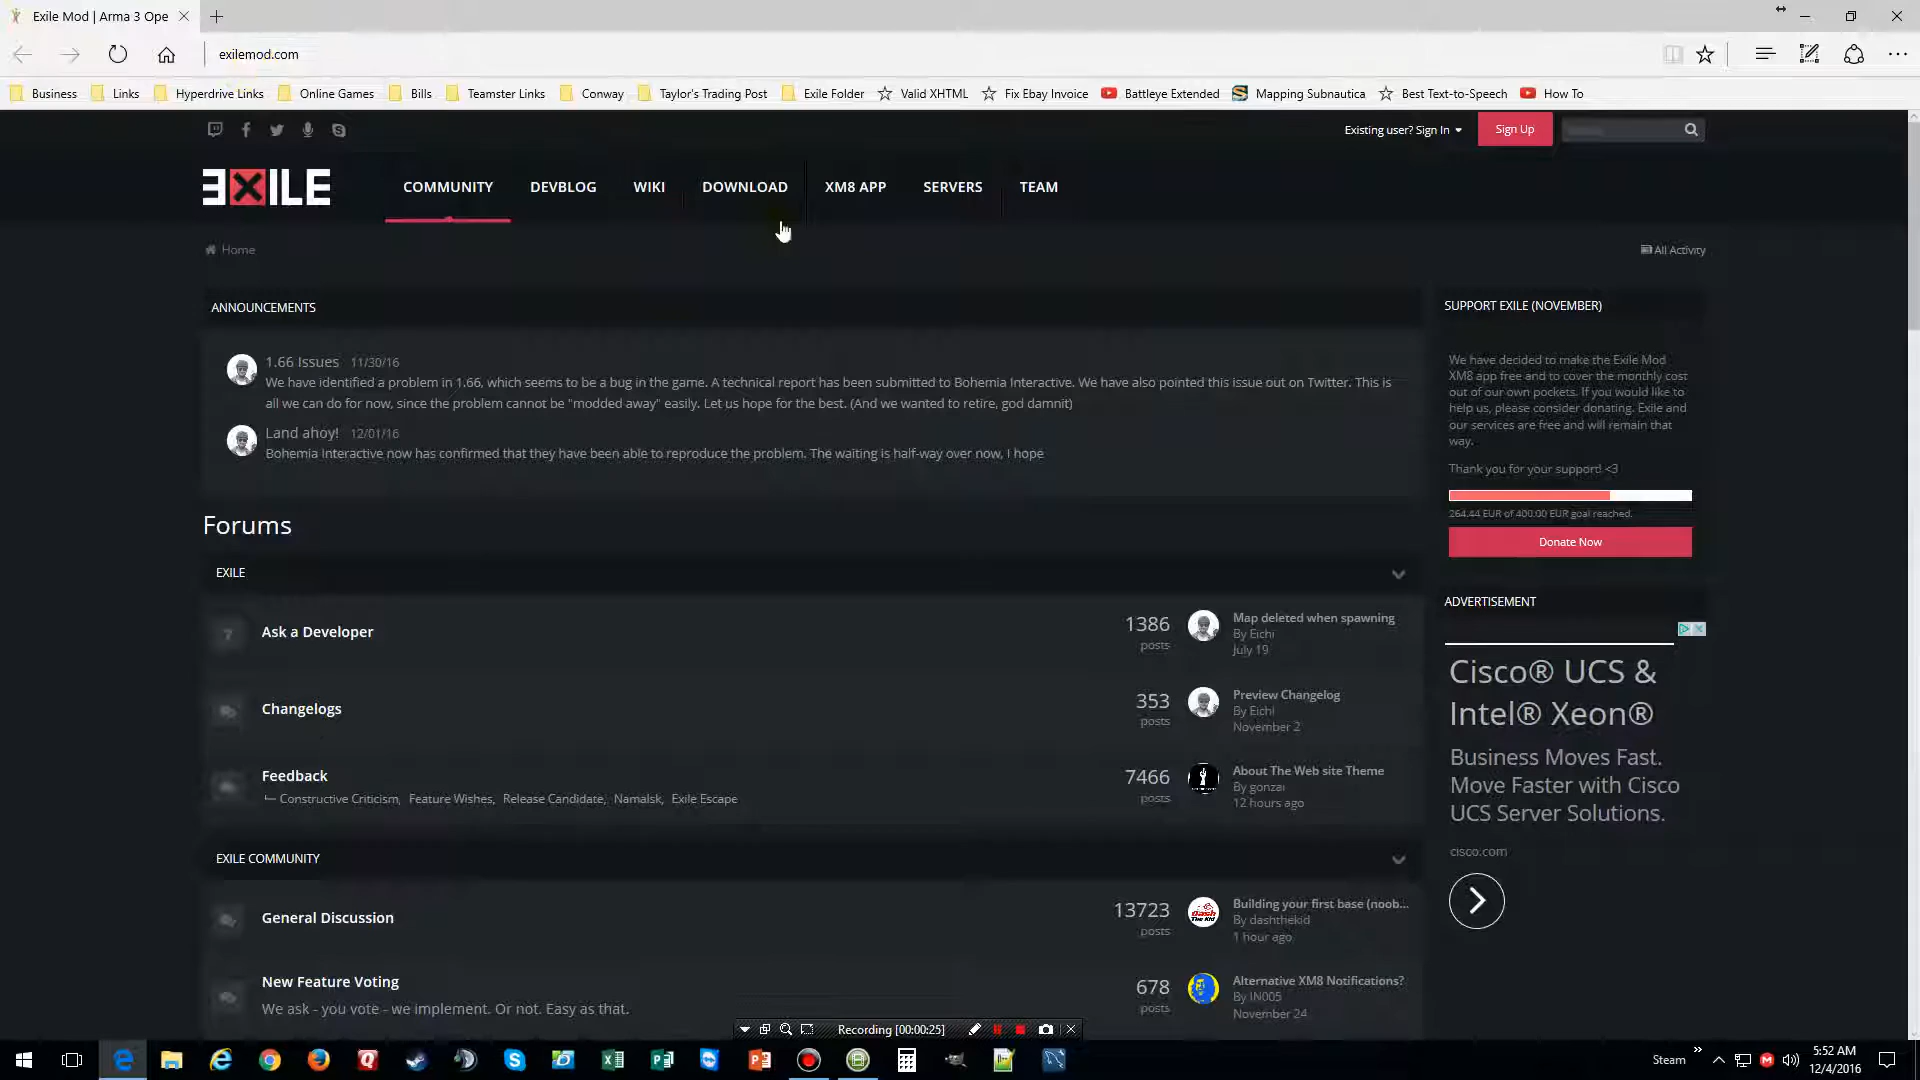 Exile Mod | Arma 3 Ope
exilemod.com
Business Links Hyperdrive Links Online Games Bills Teamster Links Conway Taylor's Trading Post Exile Folder Valid XHTML Fix Ebay Invoice Battleye Extended Mapping Subnautica Best Text-to-Speech How To
Existing user? Sign In Sign Up
EXILE COMMUNITY DEVBLOG WIKI DOWNLOAD XM8 APP SERVERS TEAM
Home All Activity
ANNOUNCEMENTS
1.66 Issues 11/30/16
We have identified a problem in 1.66, which seems to be a bug in the game. A technical report has been submitted to Bohemia Interactive. We have also pointed this issue out on Twitter. This is
all we can do for now, since the problem cannot be "modded away" easily. Let us hope for the best. (And we wanted to retire, god damnit)
Land ahoy! 12/01/16
Bohemia Interactive now has confirmed that they have been able to reproduce the problem. The waiting is half-way over now, I hope
Forums
EXILE
Ask a Developer
1386
posts
Map deleted when spawning
By Eichi
July 19
Changelogs
353
posts
Preview Changelog
By Eichi
November 2
Feedback
Constructive Criticism, Feature Wishes, Release Candidate, Namalsk, Exile Escape
7466
posts
About The Web site Theme
By gonzai
12 hours ago
EXILE COMMUNITY
General Discussion
13723
posts
Building your first base (noob...
By dashthekid
1 hour ago
New Feature Voting
We ask - you vote - we implement. Or not. Easy as that.
678
posts
Alternative XM8 Notifications?
By IN005
November 24
SUPPORT EXILE (NOVEMBER)
We have decided to make the Exile Mod
XM8 app free and to cover the monthly cost
out of our own pockets. If you would like to
help us, please consider donating. Exile and
our services are free and will remain that
way.
Thank you for your support! <3
264.44 EUR of 400.00 EUR goal reached.
Donate Now
ADVERTISEMENT
Cisco® UCS &
Intel® Xeon®
Business Moves Fast.
Move Faster with Cisco
UCS Server Solutions.
cisco.com
Recording [00:00:25]
Steam
5:52 AM
12/4/2016